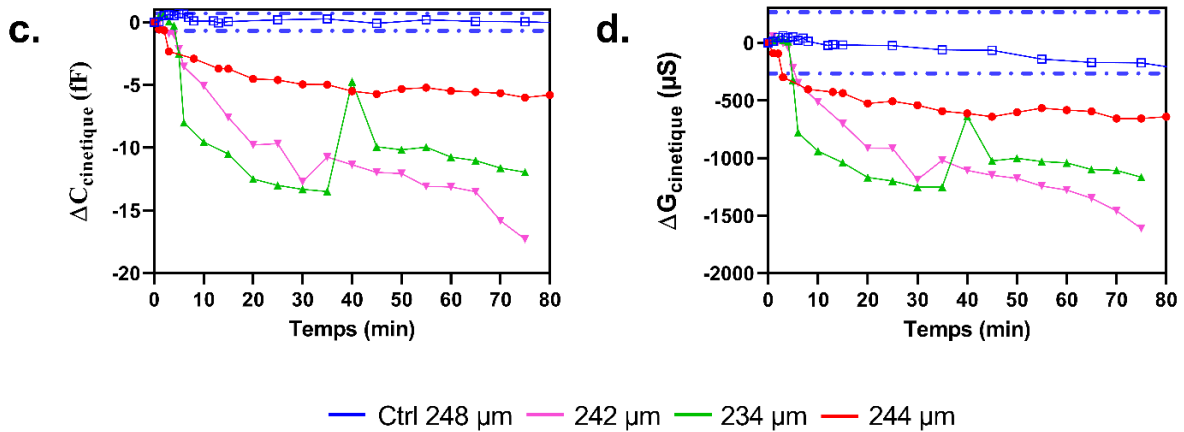 c.
ΔCcinetique (fF)
0
-5
-10
-15
-20
0 10 20 30 40 50 60 70 80
Temps (min)
d.
ΔGcinetique (µS)
0
-500
-1000
-1500
-2000
0 10 20 30 40 50 60 70 80
Temps (min)
Ctrl 248 µm 242 µm 234 µm 244 µm